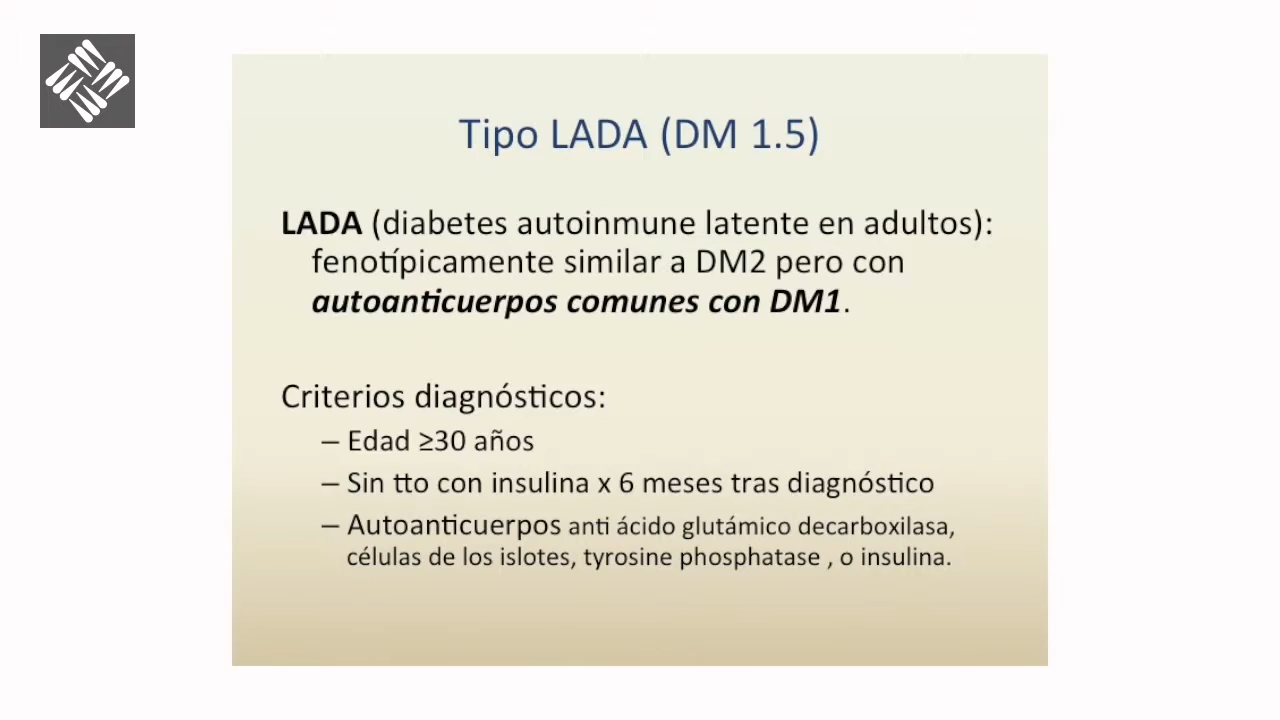 Tipo LADA (DM 1.5)
LADA (diabetes autoinmune latente en adultos):
fenotípicamente similar a DM2 pero con
autoanticuerpos comunes con DM1.
Criterios diagnósticos:
– Edad ≥30 años
– Sin tto con insulina x 6 meses tras diagnóstico
– Autoanticuerpos anti ácido glutámico decarboxilasa,
células de los islotes, tyrosine phosphatase , o insulina.